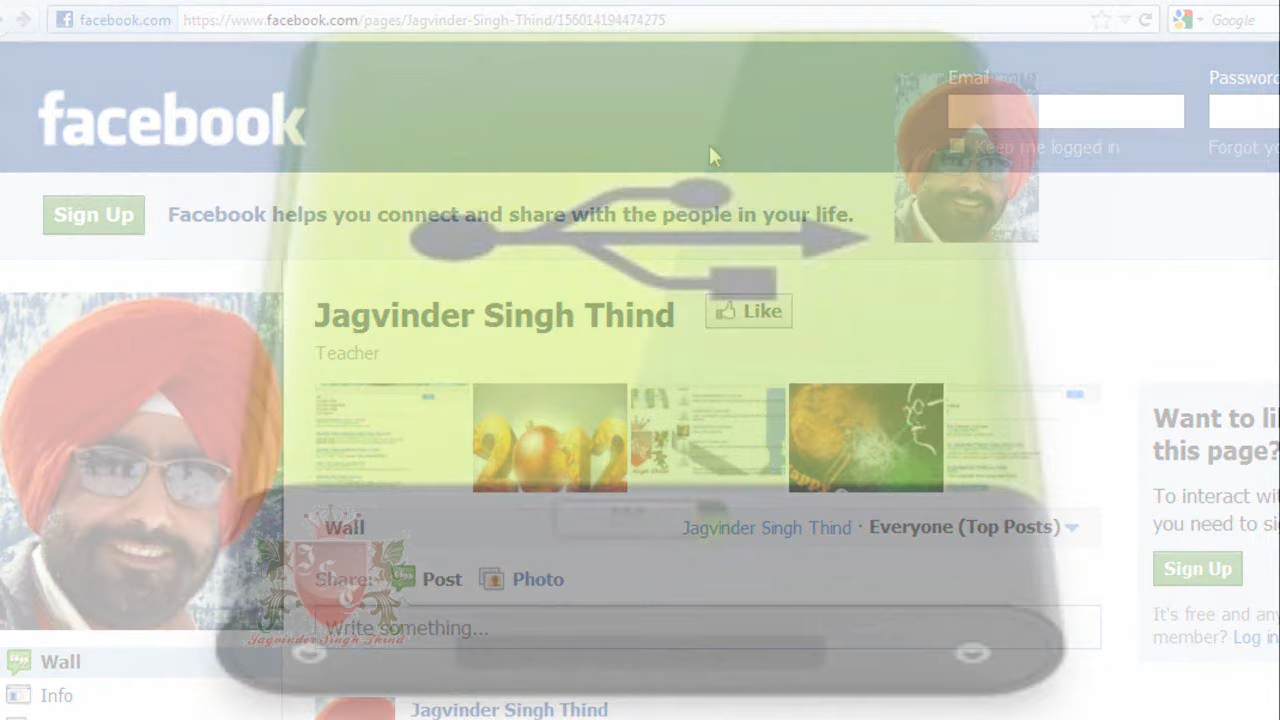 facebook.com https://www.facebook.com/pages/Jagvinder-Singh-Thind/156014194474275 Google
facebook
Email
Password
Keep me logged in
Forgot yo
Sign Up
Facebook helps you connect and share with the people in your life.
Jagvinder Singh Thind
Like
Teacher
2012
Want to li
this page?
To interact wi
you need to si
Sign Up
It's free and any
member? Log in
Wall
Jagvinder Singh Thind · Everyone (Top Posts)
Share:
Post
Photo
Write something...
Jagvinder Singh Thind
Wall
Info
Jagvinder Singh Thind